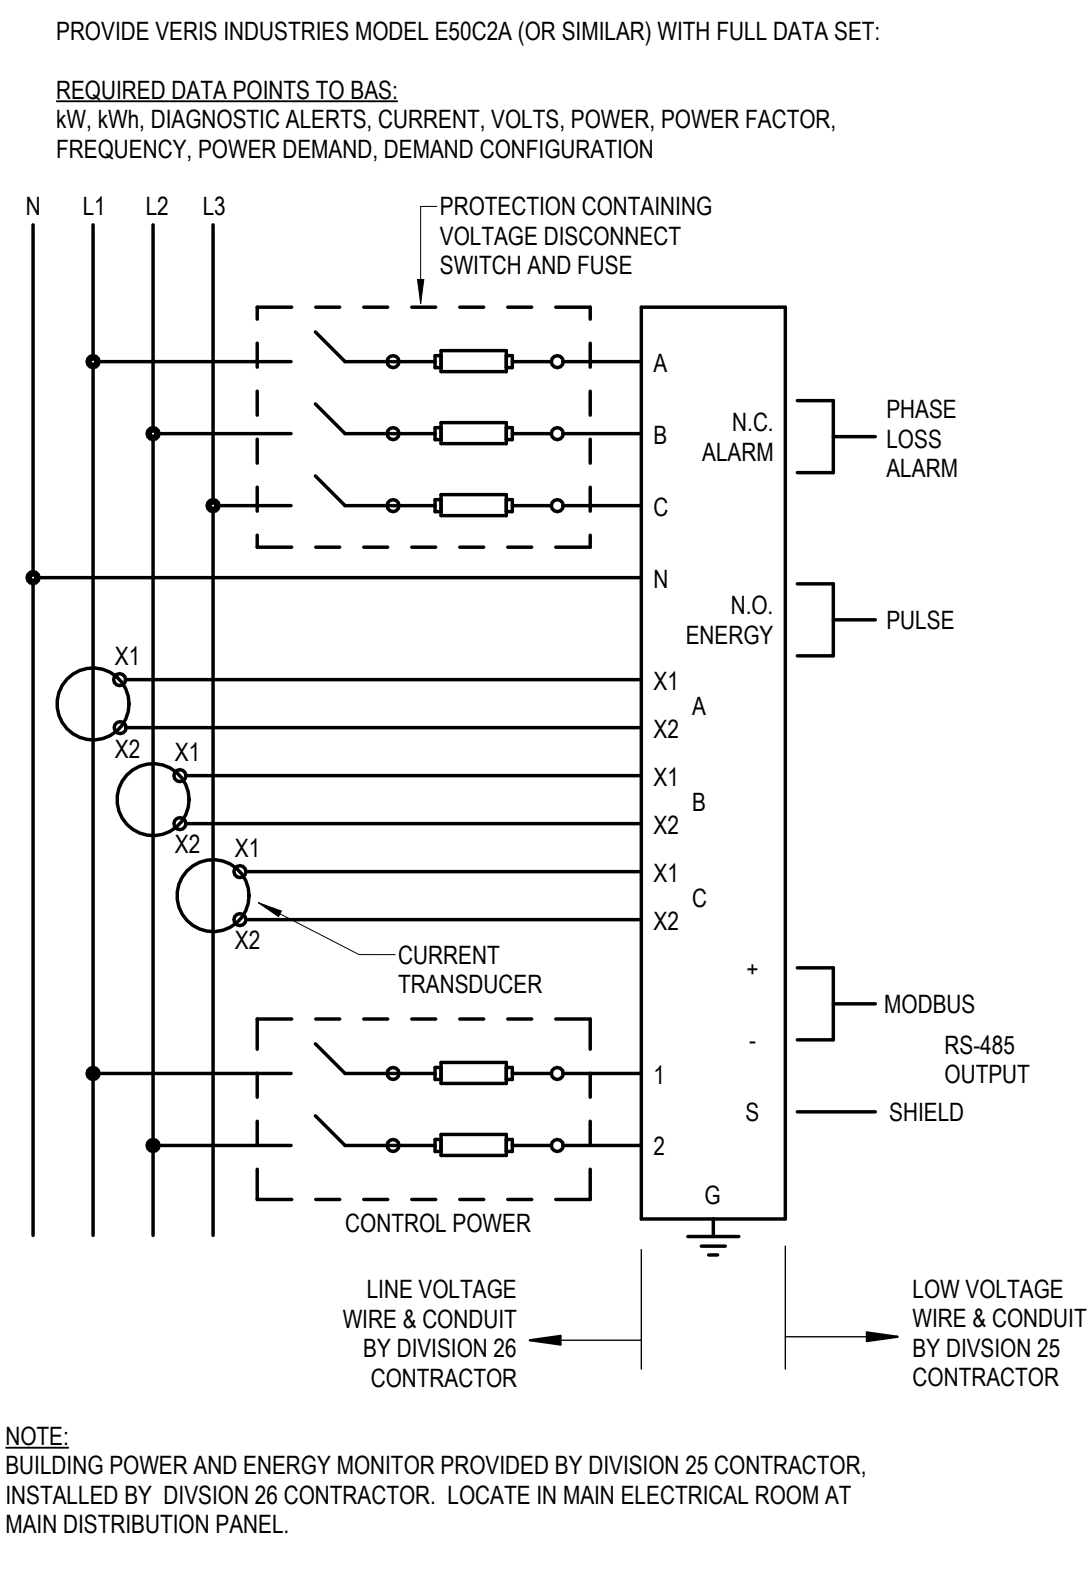 PROVIDE VERIS INDUSTRIES MODEL E50C2A (OR SIMILAR) WITH FULL DATA SET:
REQUIRED DATA POINTS TO BAS:
kW, kWh, DIAGNOSTIC ALERTS, CURRENT, VOLTS, POWER, POWER FACTOR,
FREQUENCY, POWER DEMAND, DEMAND CONFIGURATION
N L1 L2 L3
PROTECTION CONTAINING
VOLTAGE DISCONNECT
SWITCH AND FUSE
A
B
C
N
N.C.
ALARM
PHASE
LOSS
ALARM
N.O.
ENERGY
PULSE
X1
X2
X1
X2
X1
X2
X1
A
X2
X1
B
X2
X1
C
X2
CURRENT
TRANSDUCER
+
-
MODBUS
RS-485
OUTPUT
S
SHIELD
1
2
G
CONTROL POWER
LINE VOLTAGE
WIRE & CONDUIT
BY DIVISION 26
CONTRACTOR
LOW VOLTAGE
WIRE & CONDUIT
BY DIVSION 25
CONTRACTOR
NOTE:
BUILDING POWER AND ENERGY MONITOR PROVIDED BY DIVISION 25 CONTRACTOR,
INSTALLED BY DIVSION 26 CONTRACTOR. LOCATE IN MAIN ELECTRICAL ROOM AT
MAIN DISTRIBUTION PANEL.